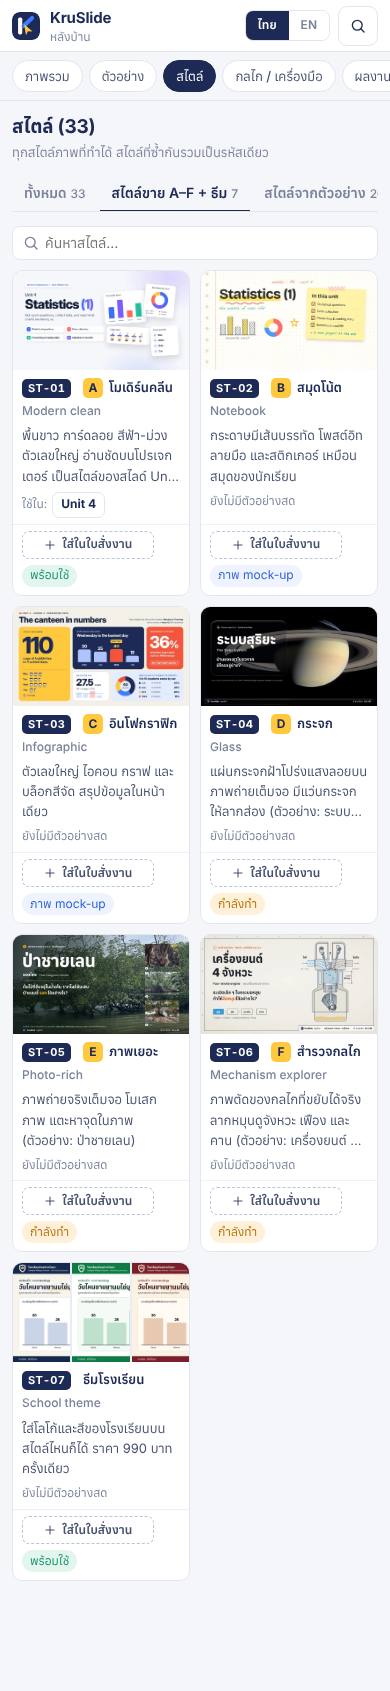 KruSlide
หลังบ้าน
ไทย
EN
ภาพรวม
ตัวอย่าง
สไตล์
กลไก / เครื่องมือ
ผลงาน
สไตล์ (33)
ทุกสไตล์ภาพที่ทำได้ สไตล์ที่ซ้ำกันรวมเป็นรหัสเดียว
ทั้งหมด 33
สไตล์ขาย A–F + ธีม 7
สไตล์จากตัวอย่าง 2
ค้นหาสไตล์...
Unit 4
Statistics (1)
Statistics (1)
In this unit
ST-01 A โมเดิร์นคลีน
Modern clean
พื้นขาว การ์ดลอย สีฟ้า-ม่วง
ตัวเลขใหญ่ อ่านชัดบนโปรเจก
เตอร์ เป็นสไตล์ของสไลด์ Un...
ใช้ใน: Unit 4
+ ใส่ในใบสั่งงาน
พร้อมใช้
ST-02 B สมุดโน้ต
Notebook
กระดาษมีเส้นบรรทัด โพสต์อิท
ลายมือ และสติกเกอร์ เหมือน
สมุดของนักเรียน
ยังไม่มีตัวอย่างสด
+ ใส่ในใบสั่งงาน
ภาพ mock-up
The canteen in numbers
110
Wednesday is the busiest day
36%
27.5
ระบบสุริยะ
ST-03 C อินโฟกราฟิก
Infographic
ตัวเลขใหญ่ ไอคอน กราฟ และ
บล็อกสีจัด สรุปข้อมูลในหน้า
เดียว
ยังไม่มีตัวอย่างสด
+ ใส่ในใบสั่งงาน
ภาพ mock-up
ST-04 D กระจก
Glass
แผ่นกระจกฝ้าโปร่งแสงลอยบน
ภาพถ่ายเต็มจอ มีแว่นกระจก
ให้ลากส่อง (ตัวอย่าง: ระบบ...
ยังไม่มีตัวอย่างสด
+ ใส่ในใบสั่งงาน
กำลังทำ
ป่าชายเลน
เครื่องยนต์
4 จังหวะ
ST-05 E ภาพเยอะ
Photo-rich
ภาพถ่ายจริงเต็มจอ โมเสก
ภาพ แตะหาจุดในภาพ
(ตัวอย่าง: ป่าชายเลน)
ยังไม่มีตัวอย่างสด
+ ใส่ในใบสั่งงาน
กำลังทำ
ST-06 F สำรวจกลไก
Mechanism explorer
ภาพตัดของกลไกที่ขยับได้จริง
ลากหมุนดูจังหวะ เฟือง และ
คาน (ตัวอย่าง: เครื่องยนต์ ...
ยังไม่มีตัวอย่างสด
+ ใส่ในใบสั่งงาน
กำลังทำ
ST-07 ธีมโรงเรียน
School theme
ใส่โลโก้และสีของโรงเรียนบน
สไตล์ไหนก็ได้ ราคา 990 บาท
ครั้งเดียว
ยังไม่มีตัวอย่างสด
+ ใส่ในใบสั่งงาน
พร้อมใช้